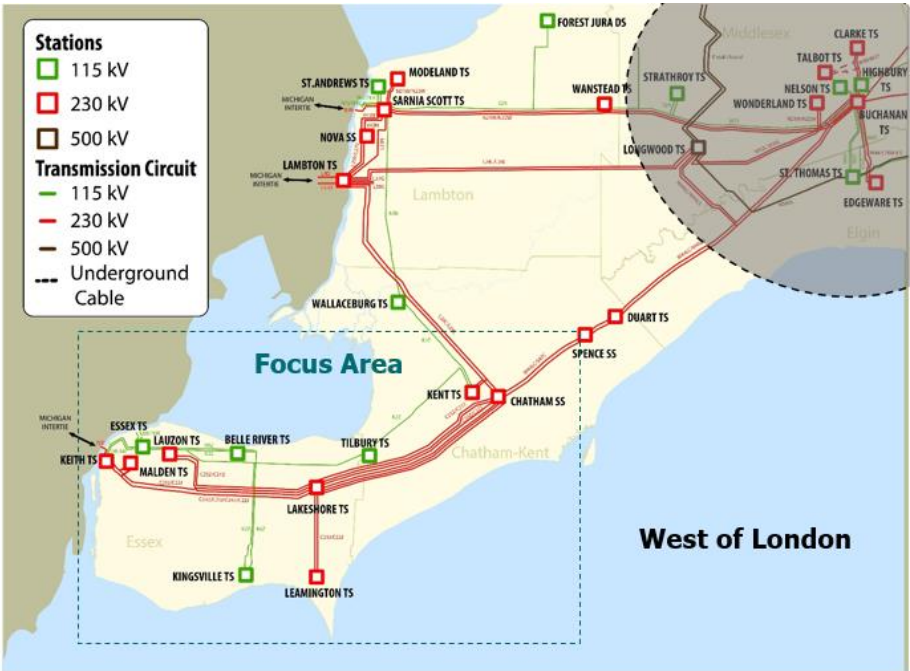 Stations
115 kV
230 kV
500 kV
Transmission Circuit
115 kV
230 kV
500 kV
Underground
Cable
FOREST JURA DS
Middlesex
CLARKE TS
TALBOT TS
MODELAND TS
ST.ANDREWS TS
STRATHROY TS
HIGHBURY TS
NELSON TS
WANSTEAD TS
MICHIGAN
INTERTIE
SARNIA SCOTT TS
WONDERLAND TS
BUCHANAN
TS
NOVA SS
LONGWOOD TS
LAMBTON TS
MICHIGAN
INTERTIE
ST. THOMAS TS
Lambton
EDGEWARE TS
Elgin
WALLACEBURG TS
DUART TS
SPENCE SS
Focus Area
KENT TS
CHATHAM SS
MICHIGAN
INTERTIE
ESSEX TS
LAUZON TS
BELLE RIVER TS
TILBURY TS
Chatham-Kent
KEITH TS
MALDEN TS
LAKESHORE TS
Essex
West of London
KINGSVILLE TS
LEAMINGTON TS